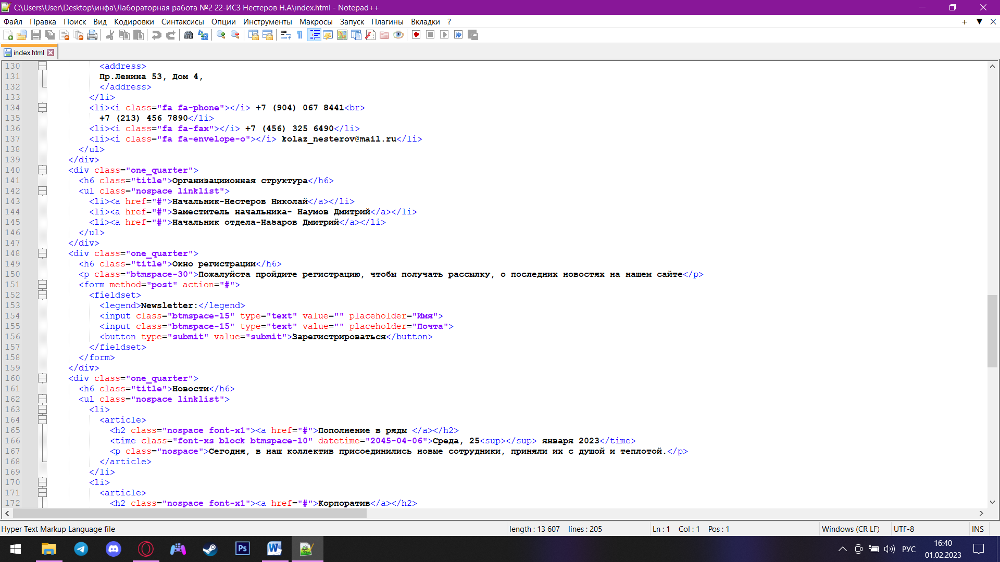 C:\Users\User\Desktop\инфа\Лабораторная работа №2 22-ИСЗ Нестеров Н.А\index.html - Notepad++
Файл Правка Поиск Вид Кодировки Синтаксисы Опции Инструменты Макросы Запуск Плагины Вкладки ?
index.html
130 <address>
131 Пр.Ленина 53, Дом 4,
132 </address>
133 </li>
134 <li><i class="fa fa-phone"></i> +7 (904) 067 8441<br>
135 +7 (213) 456 7890</li>
136 <li><i class="fa fa-fax"></i> +7 (456) 325 6490</li>
137 <li><i class="fa fa-envelope-o"></i> kolaz_nesterov@mail.ru</li>
138 </ul>
139 </div>
140 <div class="one_quarter">
141 <h6 class="title">Организациионная структура</h6>
142 <ul class="nospace linklist">
143 <li><a href="#">Начальник-Нестеров Николай</a></li>
144 <li><a href="#">Заместитель начальника- Наумов Дмитрий</a></li>
145 <li><a href="#">Начальник отдела-Назаров Дмитрий</a></li>
146 </ul>
147 </div>
148 <div class="one_quarter">
149 <h6 class="title">Окно регистрации</h6>
150 <p class="btmspace-30">Пожалуйста пройдите регистрацию, чтобы получать рассылку, о последних новостях на нашем сайте</p>
151 <form method="post" action="#">
152 <fieldset>
153 <legend>Newsletter:</legend>
154 <input class="btmspace-15" type="text" value="" placeholder="Имя">
155 <input class="btmspace-15" type="text" value="" placeholder="Почта">
156 <button type="submit" value="submit">Зарегистрироваться</button>
157 </fieldset>
158 </form>
159 </div>
160 <div class="one_quarter">
161 <h6 class="title">Новости</h6>
162 <ul class="nospace linklist">
163 <li>
164 <article>
165 <h2 class="nospace font-x1"><a href="#">Пополнение в ряды </a></h2>
166 <time class="font-xs block btmspace-10" datetime="2045-04-06">Среда, 25<sup></sup> января 2023</time>
167 <p class="nospace">Сегодня, в наш коллектив присоединились новые сотрудники, приняли их с душой и теплотой.</p>
168 </article>
169 </li>
170 <li>
171 <article>
172 <h2 class="nospace font-x1"><a href="#">Корпоратив</a></h2>
Hyper Text Markup Language file length : 13 607 lines : 205 Ln : 1 Col : 1 Pos : 1 Windows (CR LF) UTF-8 INS
Ps
W
РУС
16:40
01.02.2023